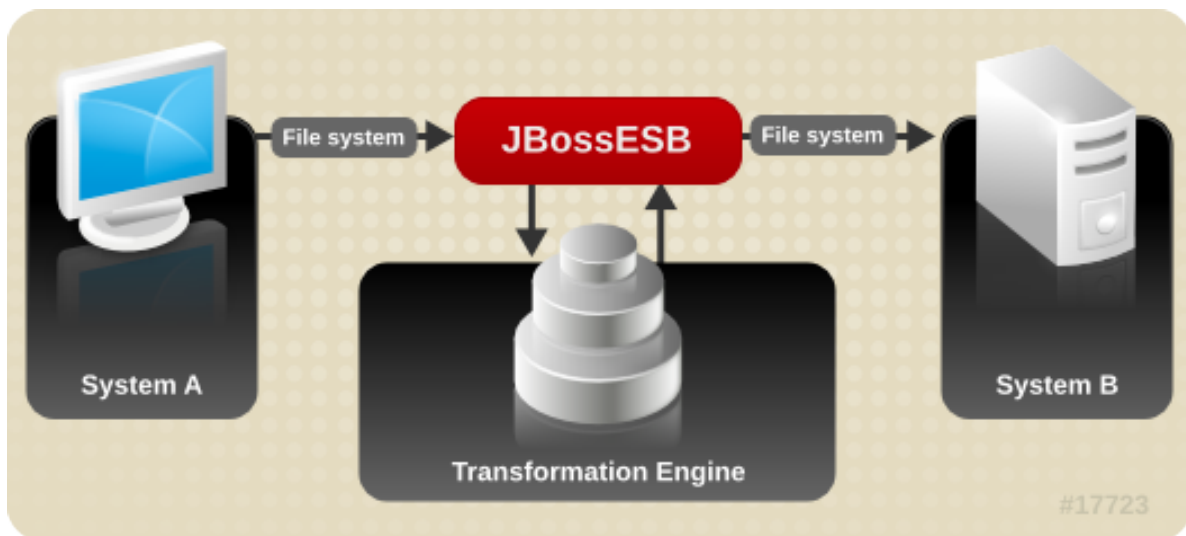 File system
JBossESB
File system
System A
System B
Transformation Engine
#17723